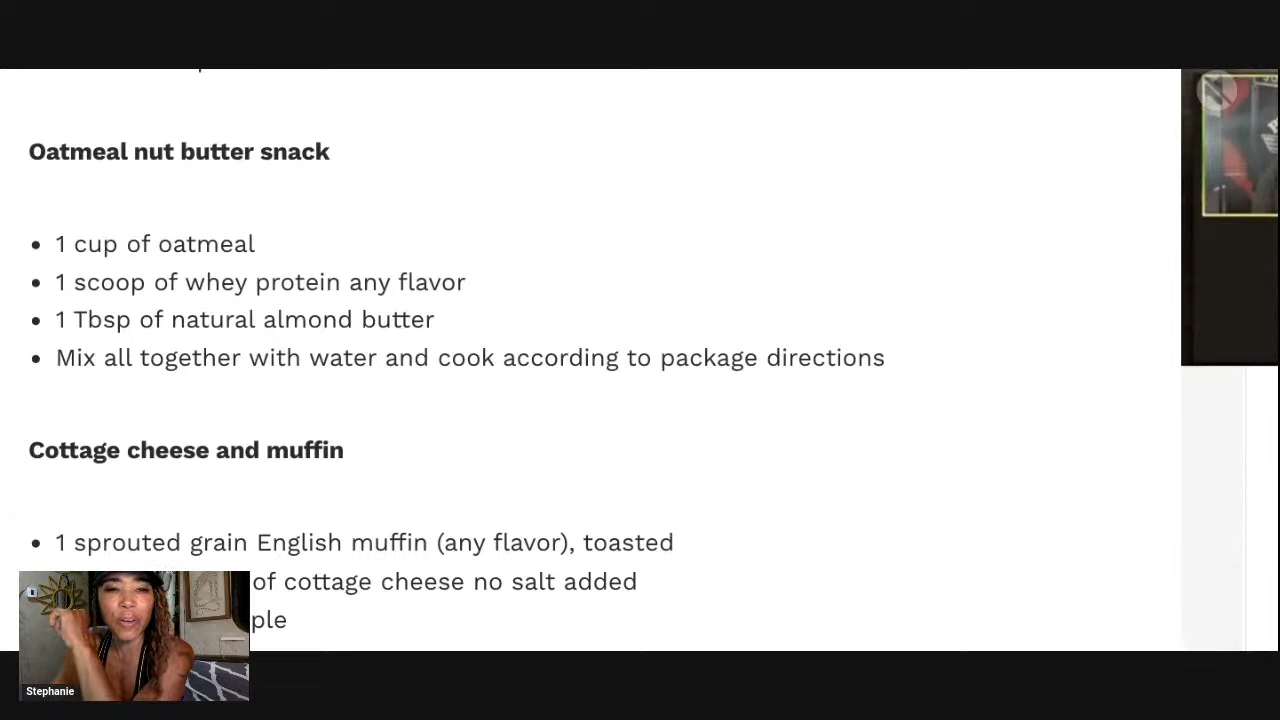 Oatmeal nut butter snack
• 1 cup of oatmeal
• 1 scoop of whey protein any flavor
• 1 Tbsp of natural almond butter
• Mix all together with water and cook according to package directions
Cottage cheese and muffin
• 1 sprouted grain English muffin (any flavor), toasted
of cottage cheese no salt added
ple
Stephanie